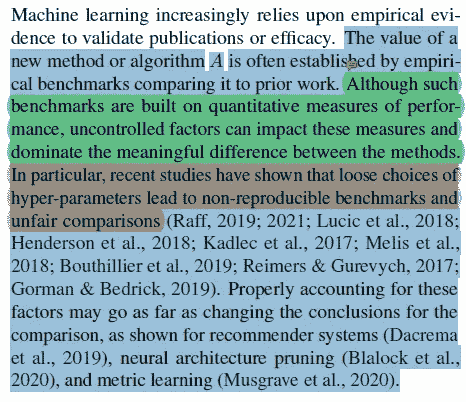 Machine learning increasingly relies upon empirical evi-
dence to validate publications or efficacy. The value of a
new method or algorithm A is often established by empiri-
cal benchmarks comparing it to prior work. Although such
benchmarks are built on quantitative measures of perfor-
mance, uncontrolled factors can impact these measures and
dominate the meaningful difference between the methods.
In particular, recent studies have shown that loose choices of
hyper-parameters lead to non-reproducible benchmarks and
unfair comparisons (Raff, 2019; 2021; Lucic et al., 2018;
Henderson et al., 2018; Kadlec et al., 2017; Melis et al.,
2018; Bouthillier et al., 2019; Reimers & Gurevych, 2017;
Gorman & Bedrick, 2019). Properly accounting for these
factors may go as far as changing the conclusions for the
comparison, as shown for recommender systems (Dacrema
et al., 2019), neural architecture pruning (Blalock et al.,
2020), and metric learning (Musgrave et al., 2020).